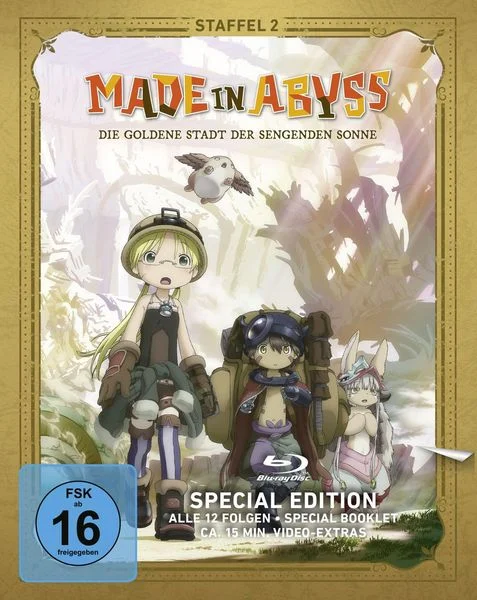 STAFFEL 2
MADE IN ABYSS
DIE GOLDENE STADT DER SENGENDEN SONNE
Blu-ray Disc
SPECIAL EDITION
ALLE 12 FOLGEN • SPECIAL BOOKLET
CA. 15 MIN. VIDEO-EXTRAS
FSK
ab
16
freigegeben